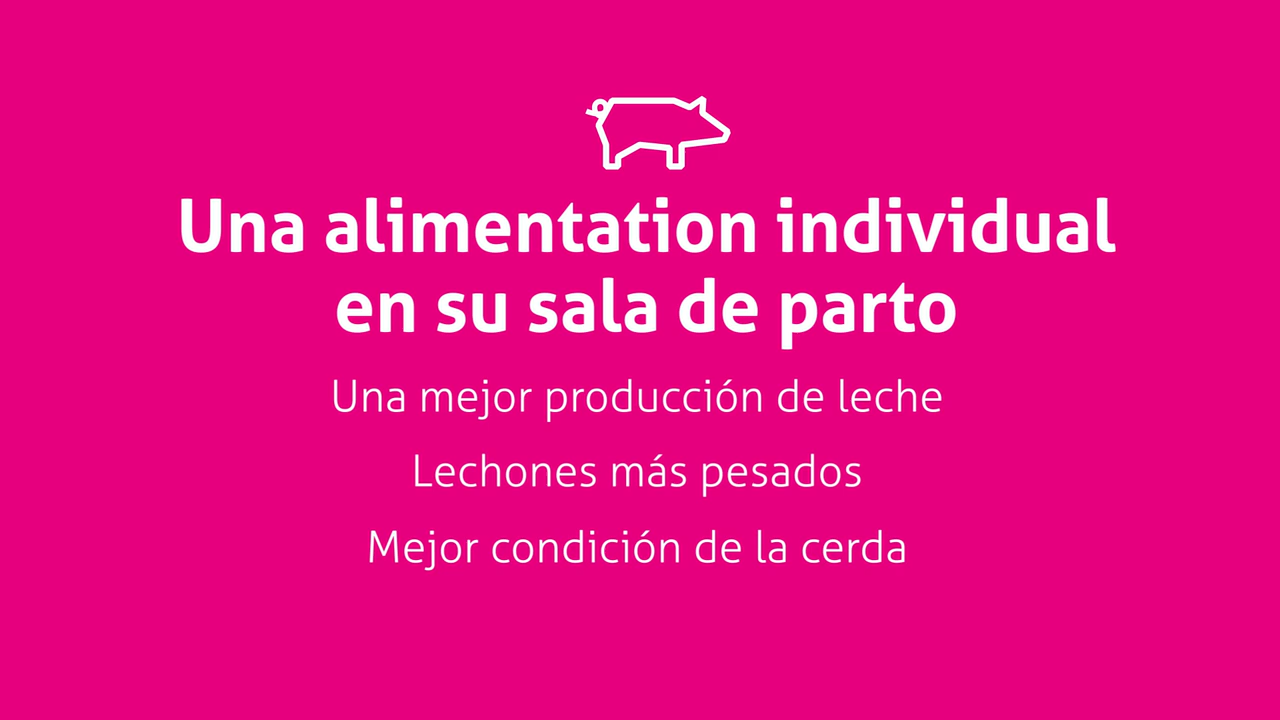 Una alimentation individual
en su sala de parto
Una mejor producción de leche
Lechones más pesados
Mejor condición de la cerda